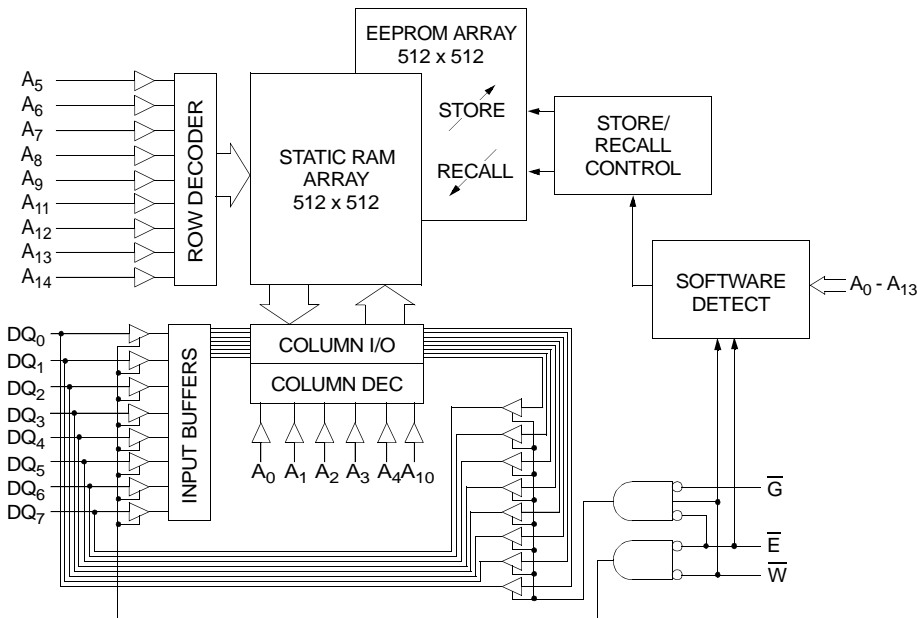 EEPROM ARRAY
512 x 512
STORE
RECALL
STATIC RAM
ARRAY
512 x 512
STORE/
RECALL
CONTROL
A5
A6
A7
A8
A9
A11
A12
A13
A14
ROW DECODER
SOFTWARE
DETECT
A0 - A13
DQ0
DQ1
DQ2
DQ3
DQ4
DQ5
DQ6
DQ7
INPUT BUFFERS
COLUMN I/O
COLUMN DEC
A0 A1 A2 A3 A4 A10
G
E
W